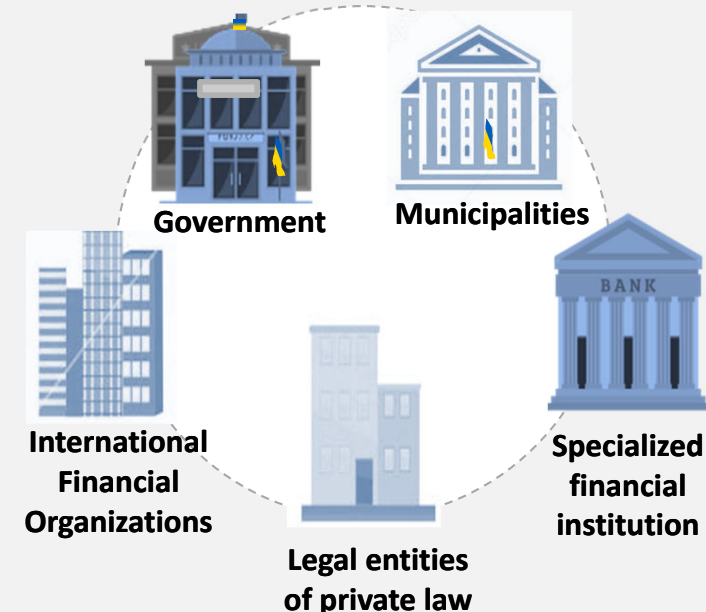 Government
Municipalities
BANK
International
Financial
Organizations
Specialized
financial
institution
Legal entities
of private law